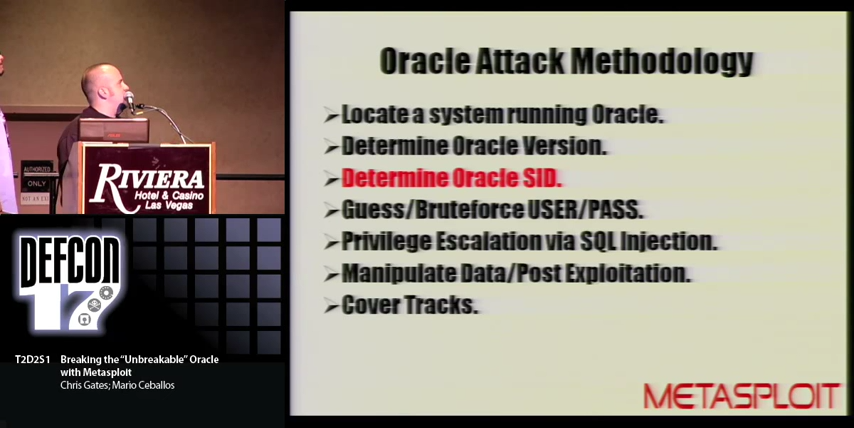 AUTHORIZED
ONLY
RIVIERA
Hotel & Casino
Las Vegas
DEFCON
17
T2D2S1 Breaking the "Unbreakable" Oracle
with Metasploit
Chris Gates; Mario Ceballos
Oracle Attack Methodology
➢Locate a system running Oracle.
➢Determine Oracle Version.
➢Determine Oracle SID.
➢Guess/Bruteforce USER/PASS.
➢Privilege Escalation via SQL Injection.
➢Manipulate Data/Post Exploitation.
➢Cover Tracks.
METASPLOIT